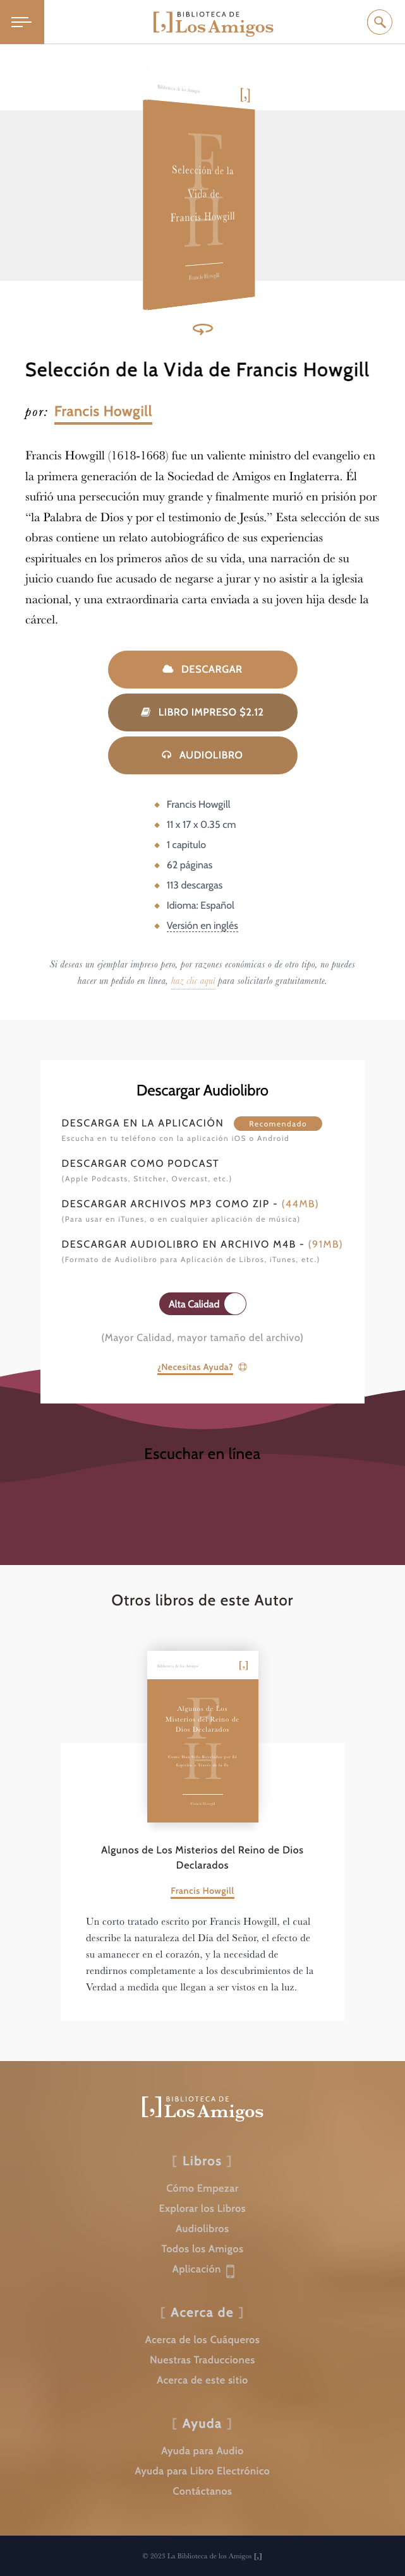 BIBLIOTECA DE
[,] Los Amigos
Biblioteca de los Amigos
[,]
F
H
Selección de la
Vida de
Francis Howgill
Francis Howgill
Selección de la Vida de Francis Howgill
por: Francis Howgill
Francis Howgill (1618-1668) fue un valiente ministro del evangelio en
la primera generación de la Sociedad de Amigos en Inglaterra. Él
sufrió una persecución muy grande y finalmente murió en prisión por
“la Palabra de Dios y por el testimonio de Jesús.” Esta selección de sus
obras contiene un relato autobiográfico de sus experiencias
espirituales en los primeros años de su vida, una narración de su
juicio cuando fue acusado de negarse a jurar y no asistir a la iglesia
nacional, y una extraordinaria carta enviada a su joven hija desde la
cárcel.
DESCARGAR
LIBRO IMPRESO $2.12
AUDIOLIBRO
Francis Howgill
11 x 17 x 0.35 cm
1 capitulo
62 páginas
113 descargas
Idioma: Español
Versión en inglés
Si deseas un ejemplar impreso pero, por razones económicas o de otro tipo, no puedes
hacer un pedido en línea, haz clic aquí para solicitarlo gratuitamente.
Descargar Audiolibro
DESCARGA EN LA APLICACIÓN Recomendado
Escucha en tu teléfono con la aplicación iOS o Android
DESCARGAR COMO PODCAST
(Apple Podcasts, Stitcher, Overcast, etc.)
DESCARGAR ARCHIVOS MP3 COMO ZIP - (44MB)
(Para usar en iTunes, o en cualquier aplicación de música)
DESCARGAR AUDIOLIBRO EN ARCHIVO M4B - (91MB)
(Formato de Audiolibro para Aplicación de Libros, iTunes, etc.)
Alta Calidad
(Mayor Calidad, mayor tamaño del archivo)
¿Necesitas Ayuda?
Escuchar en línea
Otros libros de este Autor
Biblioteca de los Amigos
[,]
F
H
Algunos de Los
Misterios del Reino de
Dios Declarados
Como Han Sido Revelados por El
Espíritu a Través de la Fe
Francis Howgill
Algunos de Los Misterios del Reino de Dios
Declarados
Francis Howgill
Un corto tratado escrito por Francis Howgill, el cual
describe la naturaleza del Dia del Señor, el efecto de
su amanecer en el corazón, y la necesidad de
rendirnos completamente a los descubrimientos de la
Verdad a medida que llegan a ser vistos en la luz.
BIBLIOTECA DE
[,] Los Amigos
[ Libros ]
Cómo Empezar
Explorar los Libros
Audiolibros
Todos los Amigos
Aplicación
[ Acerca de ]
Acerca de los Cuáqueros
Nuestras Traducciones
Acerca de este sitio
[ Ayuda ]
Ayuda para Audio
Ayuda para Libro Electrónico
Contáctanos
© 2023 La Biblioteca de los Amigos [,]